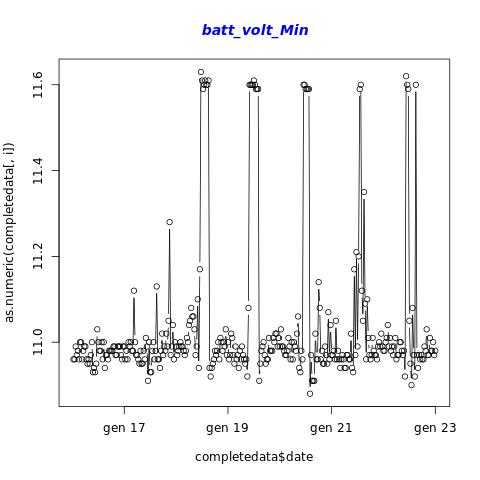 batt_volt_Min
as.numeric(completedata[, i])
11.6
11.4
11.2
11.0
gen 17
gen 19
gen 21
gen 23
completedata$date